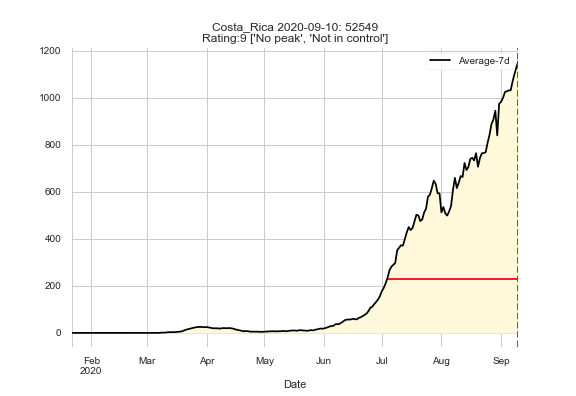 Costa_Rica 2020-09-10: 52549
Rating:9 ['No peak', 'Not in control']
Average-7d
1200
1000
800
600
400
200
0
Feb Mar Apr May Jun Jul Aug Sep
2020
Date